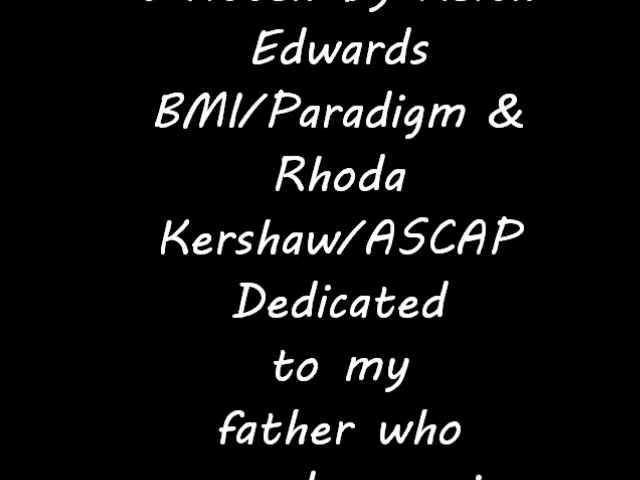 Edwards
BMI/Paradigm &
Rhoda
Kershaw/ASCAP
Dedicated
to my
father who